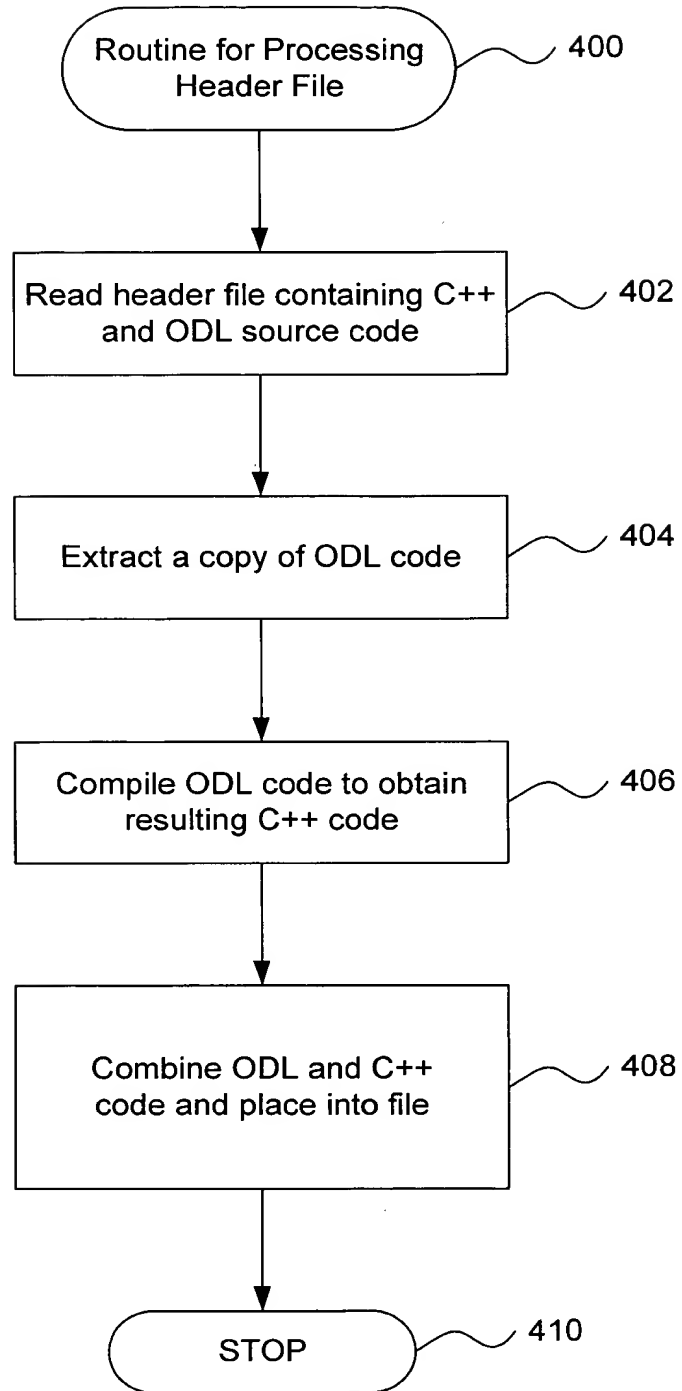 Routine for Processing
Header File
400
Read header file containing C++
and ODL source code
402
Extract a copy of ODL code
404
Compile ODL code to obtain
resulting C++ code
406
Combine ODL and C++
code and place into file
408
STOP
410